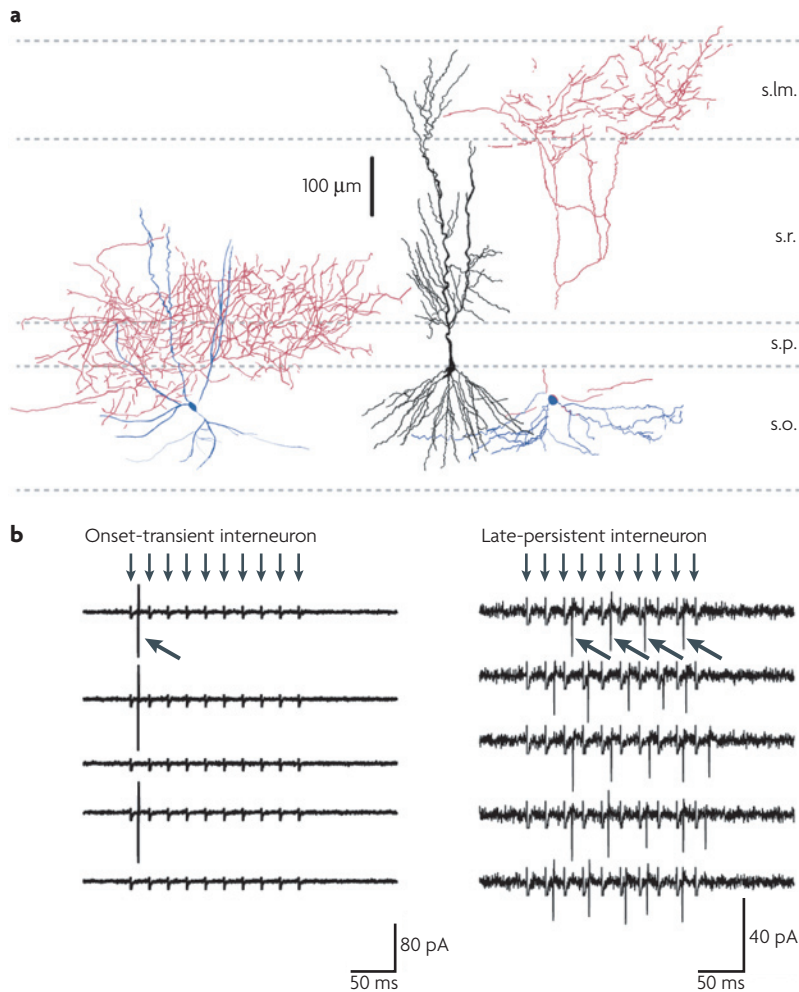 a
s.lm.
100 µm
s.r.
s.p.
s.o.
b
Onset-transient interneuron
Late-persistent interneuron
80 pA
50 ms
40 pA
50 ms